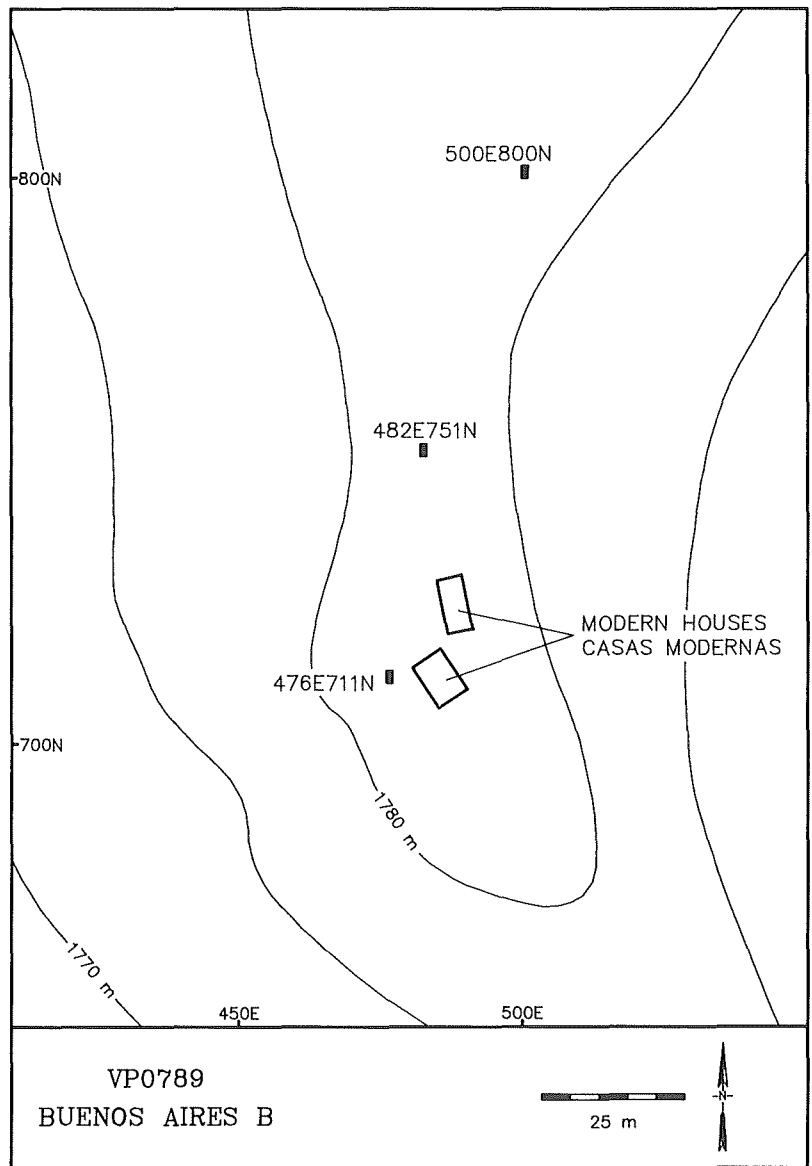 500E800N
800N
482E751N
MODERN HOUSES
CASAS MODERNAS
476E711N
700N
1780 m
1770 m
450E
500E
VP0789
BUENOS AIRES B
25 m
-N-